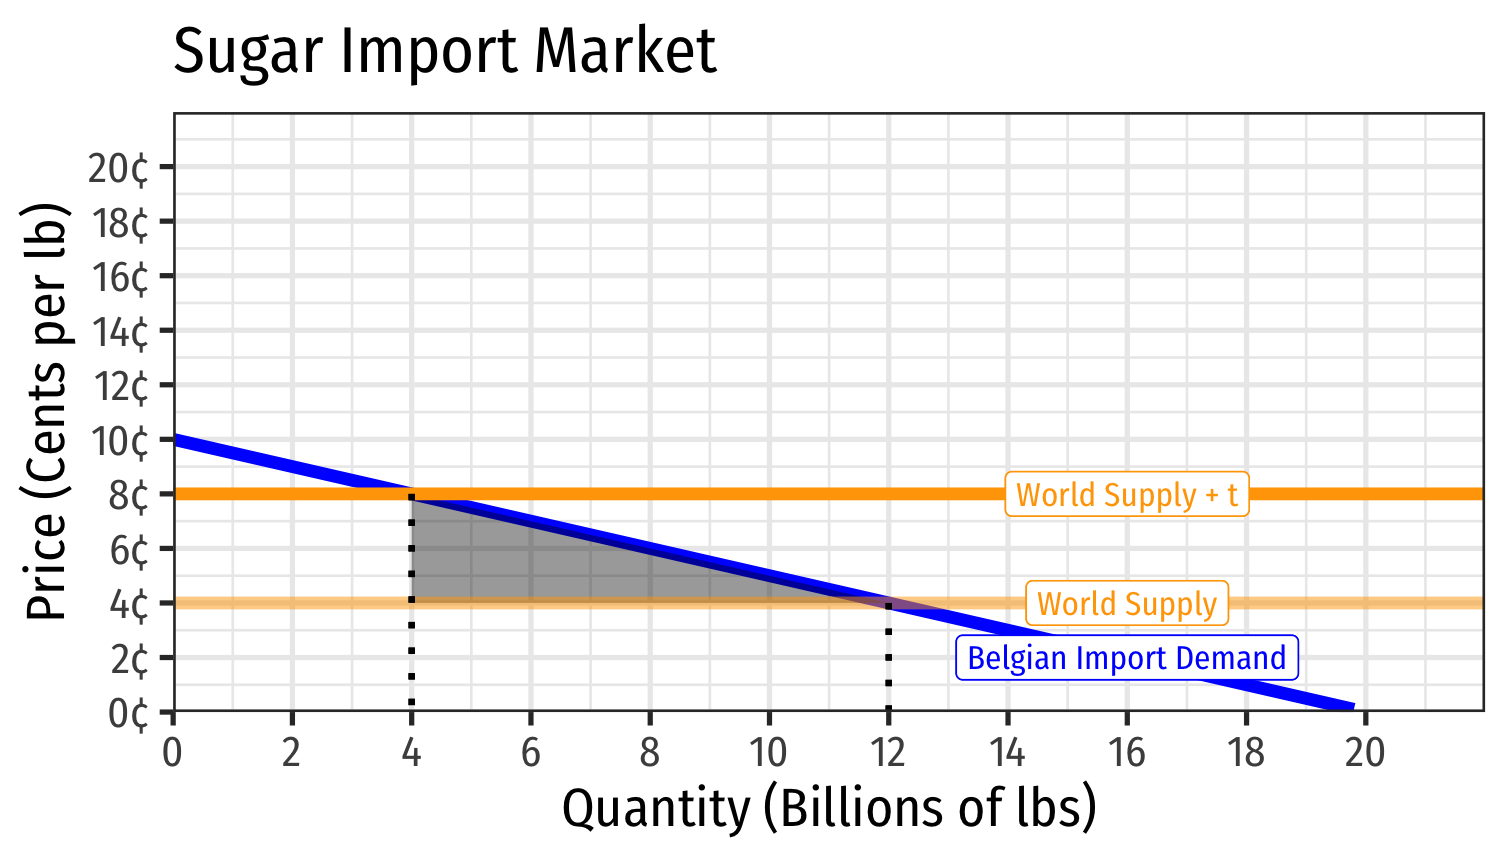 Sugar Import Market
Price (Cents per lb)
20¢
18¢
16¢
14¢
12¢
10¢
8¢
6¢
4¢
2¢
0¢
World Supply + t
World Supply
Belgian Import Demand
0 2 4 6 8 10 12 14 16 18 20
Quantity (Billions of lbs)